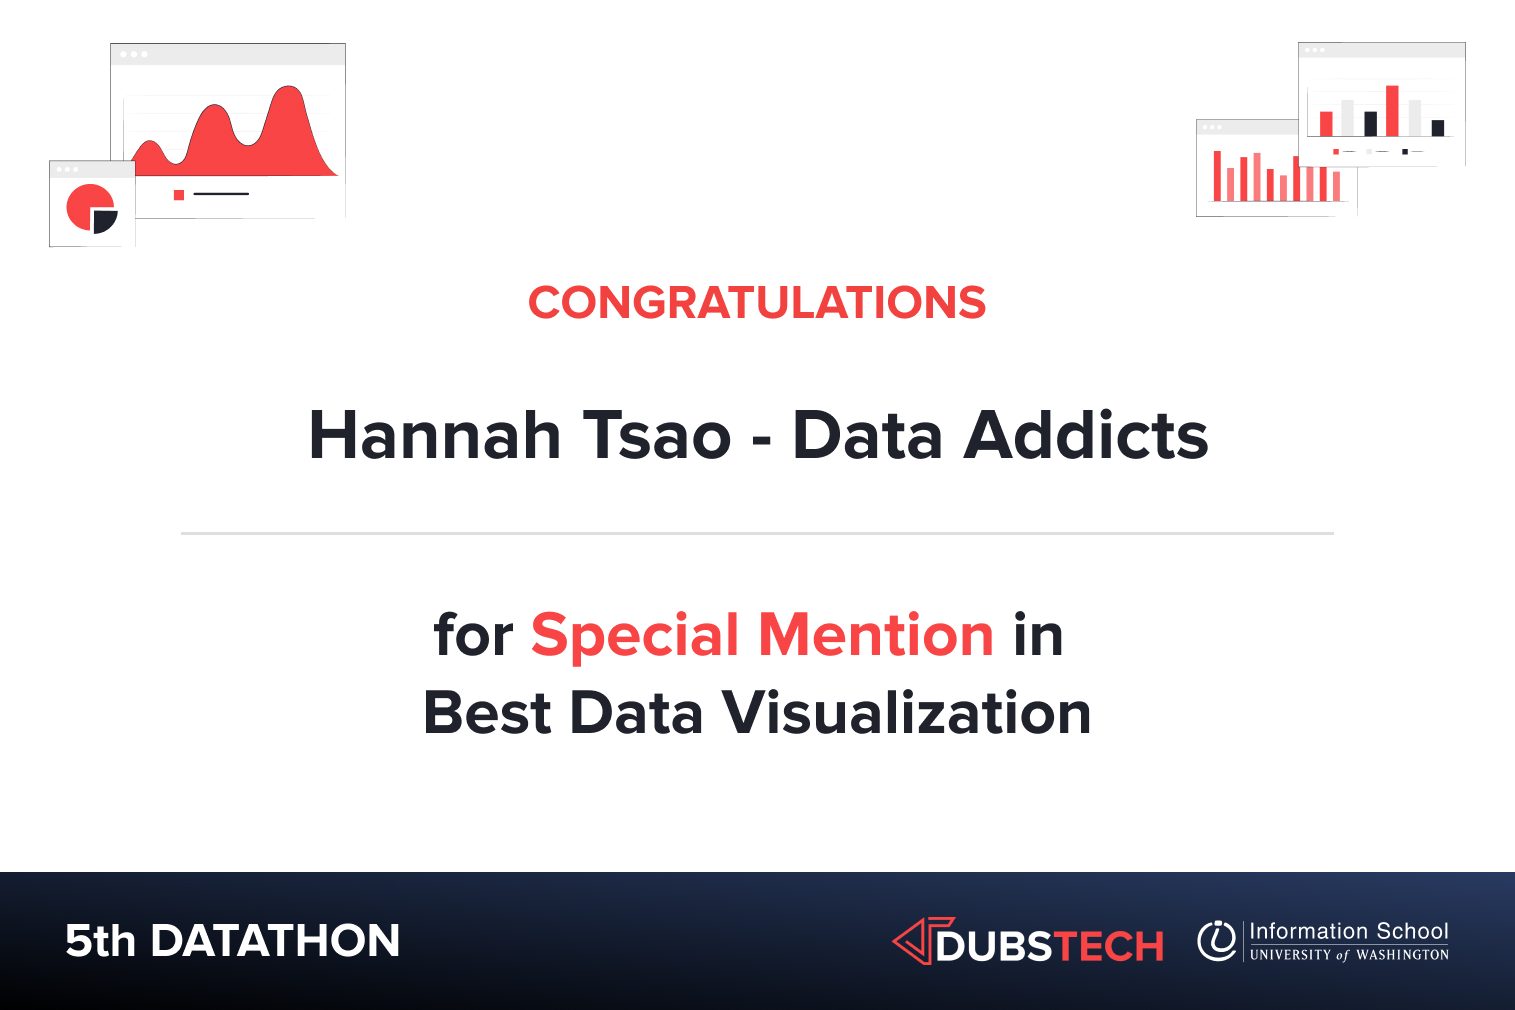 CONGRATULATIONS
Hannah Tsao - Data Addicts
for Special Mention in
Best Data Visualization
5th DATATHON
DUBSTECH
Information School
UNIVERSITY of WASHINGTON